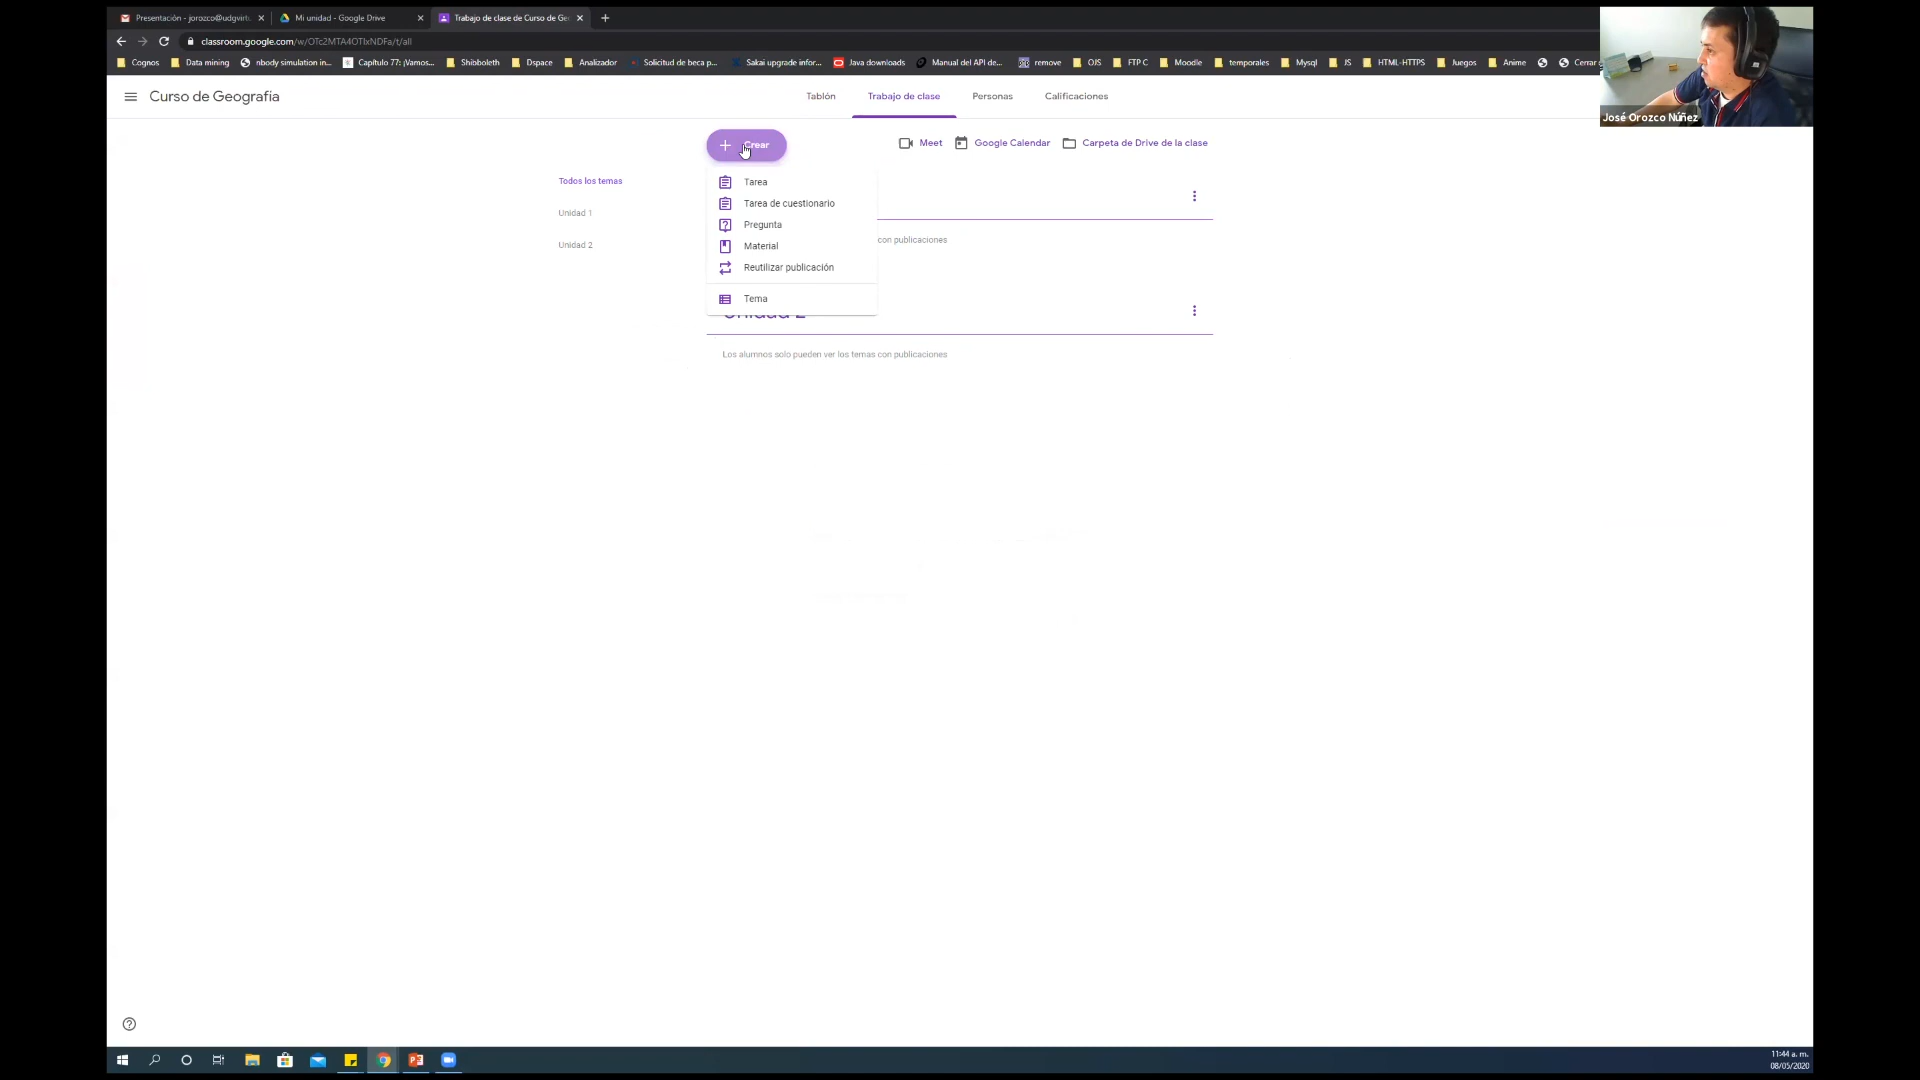 Presentación - jorozco@udgvirtu
Mi unidad - Google Drive
Trabajo de clase de Curso de Geo
classroom.google.com/w/OTc2MTA4OTIxNDFa/t/all
Cognos
Data mining
nbody simulation in...
Capítulo 77: ¡Vamos...
Shibboleth
Dspace
Analizador
Solicitud de beca p...
Sakai upgrade infor...
Java downloads
Manual del API de...
remove
OJS
FTP C
Moodle
temporales
Mysql
JS
HTML-HTTPS
Juegos
Anime
Cerrar
José Orozco Núñez
Curso de Geografía
Tablón
Trabajo de clase
Personas
Calificaciones
Crear
Meet
Google Calendar
Carpeta de Drive de la clase
Todos los temas
Unidad 1
Unidad 2
Tarea
Tarea de cuestionario
Pregunta
Material
Reutilizar publicación
Tema
con publicaciones
Unidad 2
Los alumnos solo pueden ver los temas con publicaciones
11:44 a. m.
08/05/2020